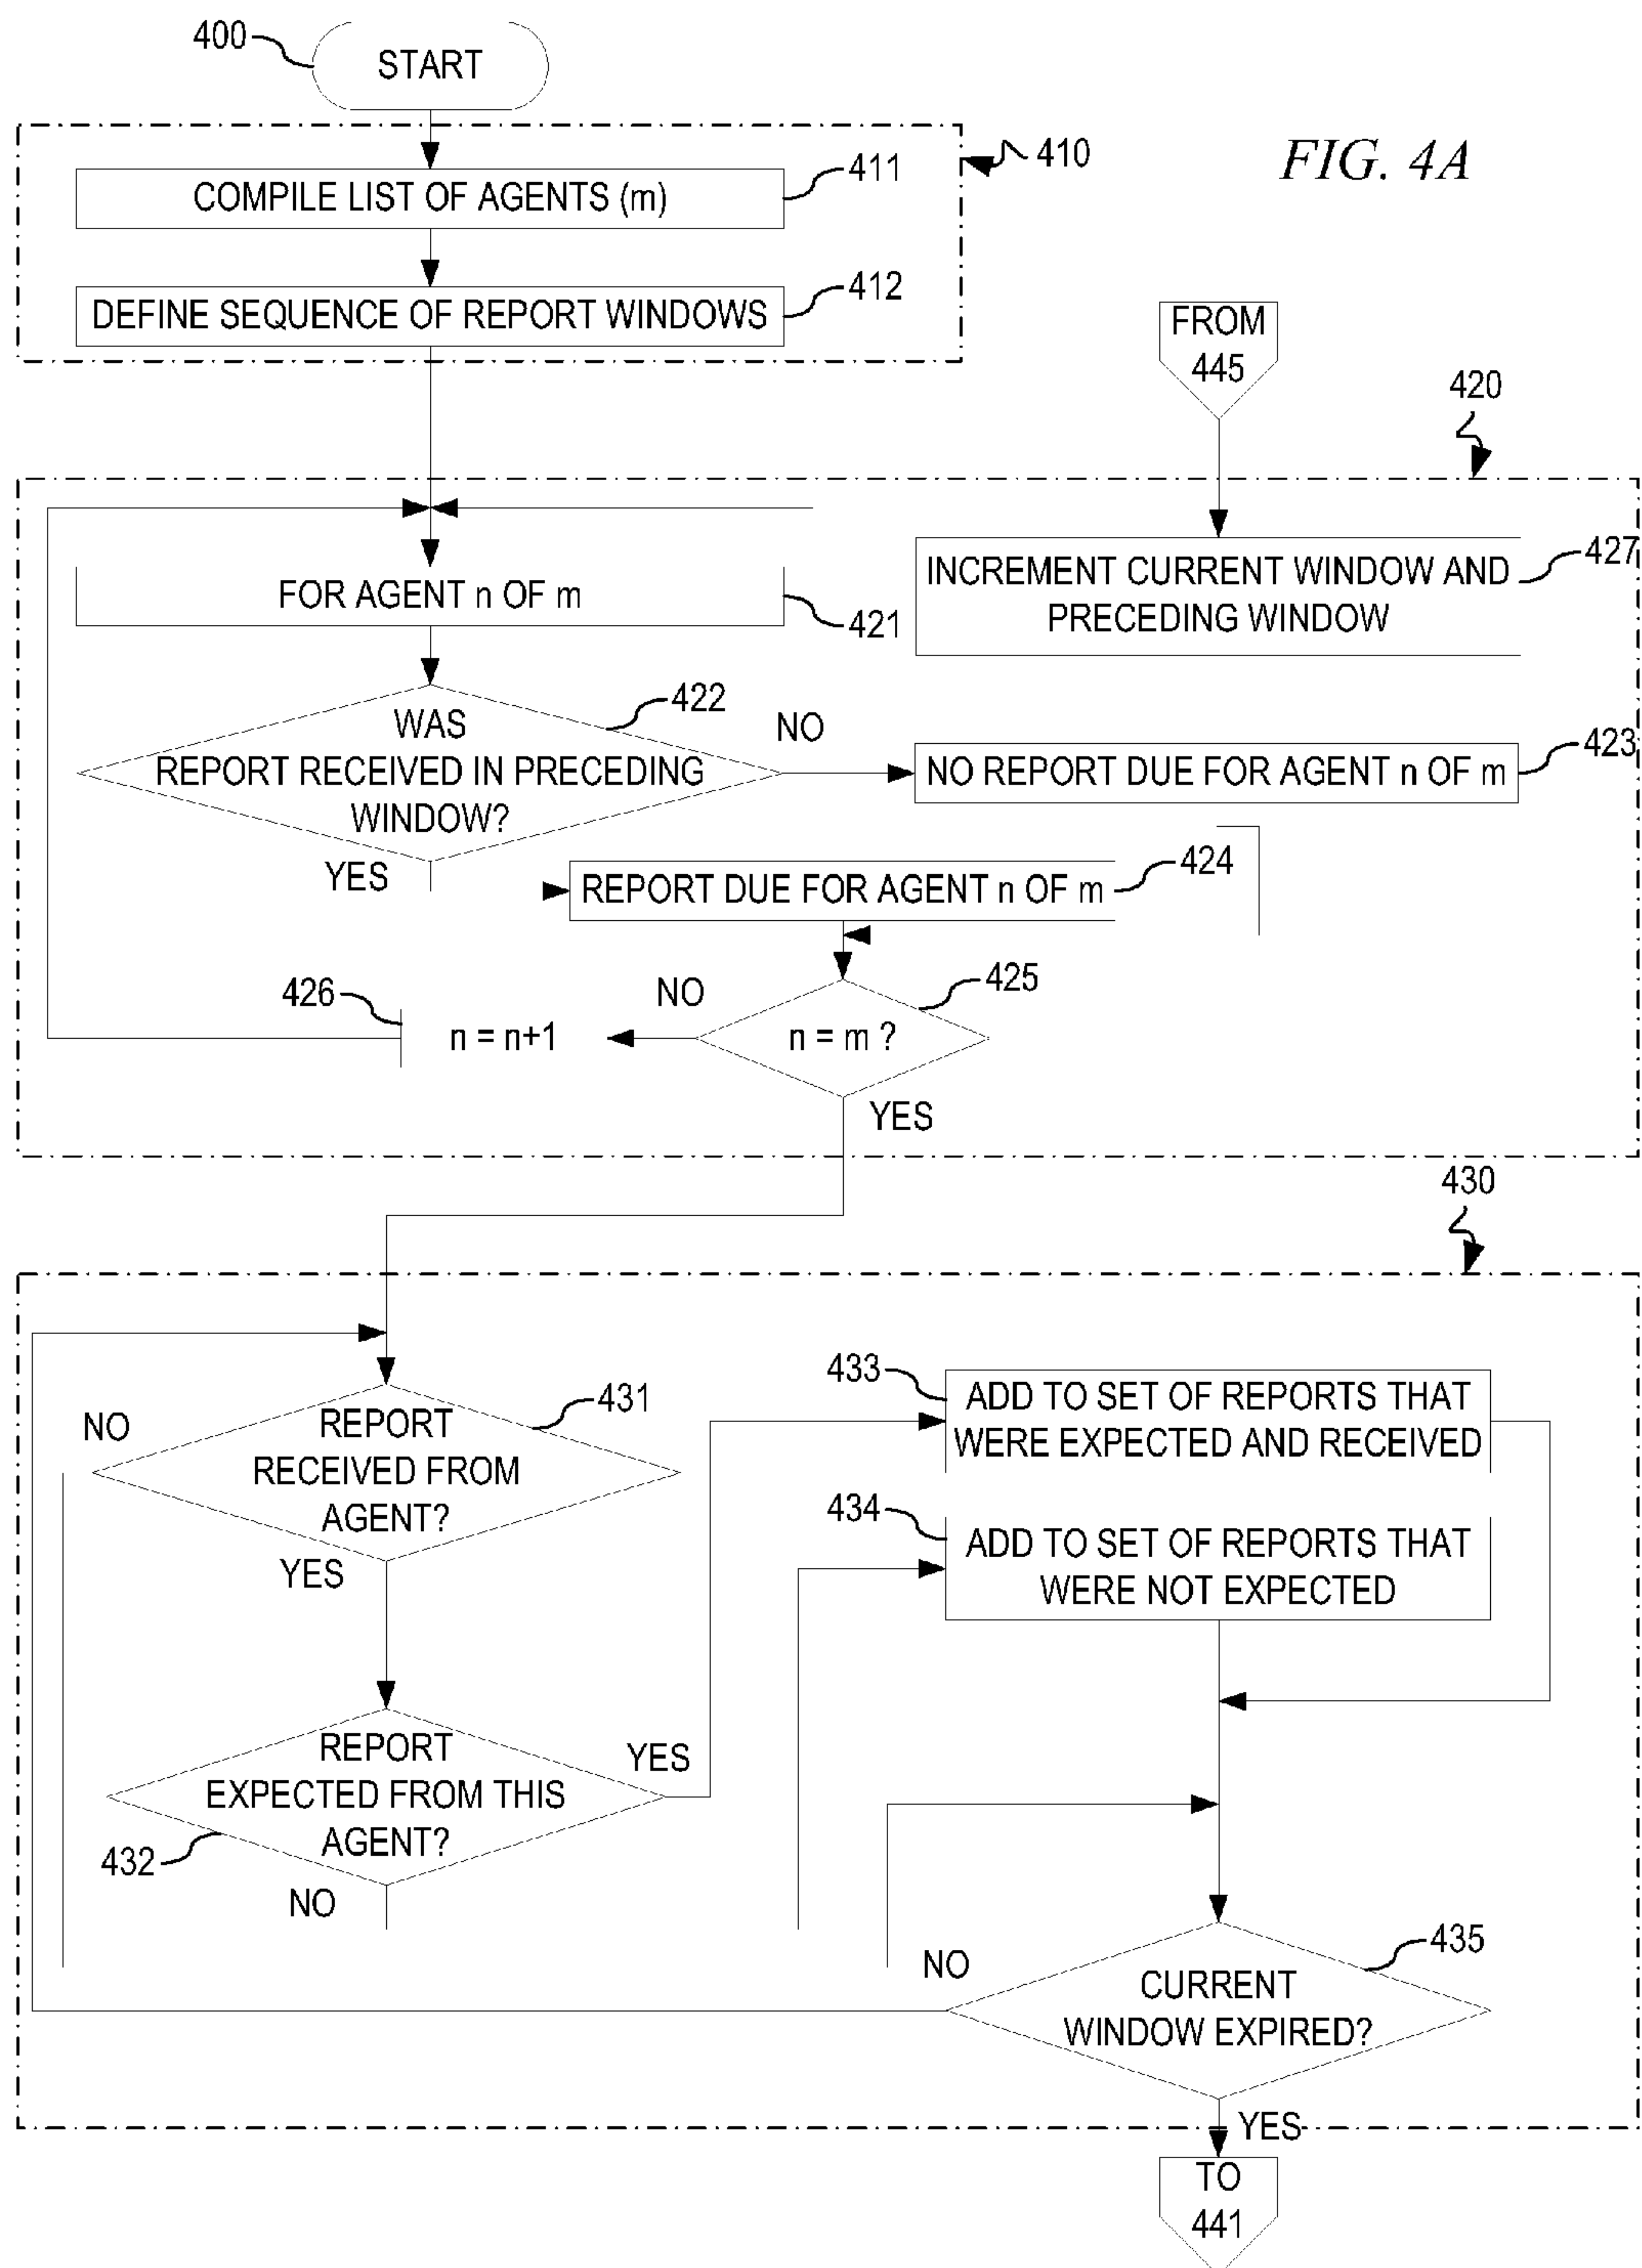 400
START
FIG. 4A
410
411
COMPILE LIST OF AGENTS (m)
412
DEFINE SEQUENCE OF REPORT WINDOWS
FROM
445
420
427
INCREMENT CURRENT WINDOW AND
PRECEDING WINDOW
FOR AGENT n OF m
421
422
WAS
REPORT RECEIVED IN PRECEDING
WINDOW?
NO
423
NO REPORT DUE FOR AGENT n OF m
YES
424
REPORT DUE FOR AGENT n OF m
425
426
NO
n = n+1
n = m ?
YES
430
431
NO
REPORT
RECEIVED FROM
AGENT?
YES
433
ADD TO SET OF REPORTS THAT
WERE EXPECTED AND RECEIVED
434
ADD TO SET OF REPORTS THAT
WERE NOT EXPECTED
REPORT
EXPECTED FROM THIS
AGENT?
YES
432
NO
435
NO
CURRENT
WINDOW EXPIRED?
YES
TO
441